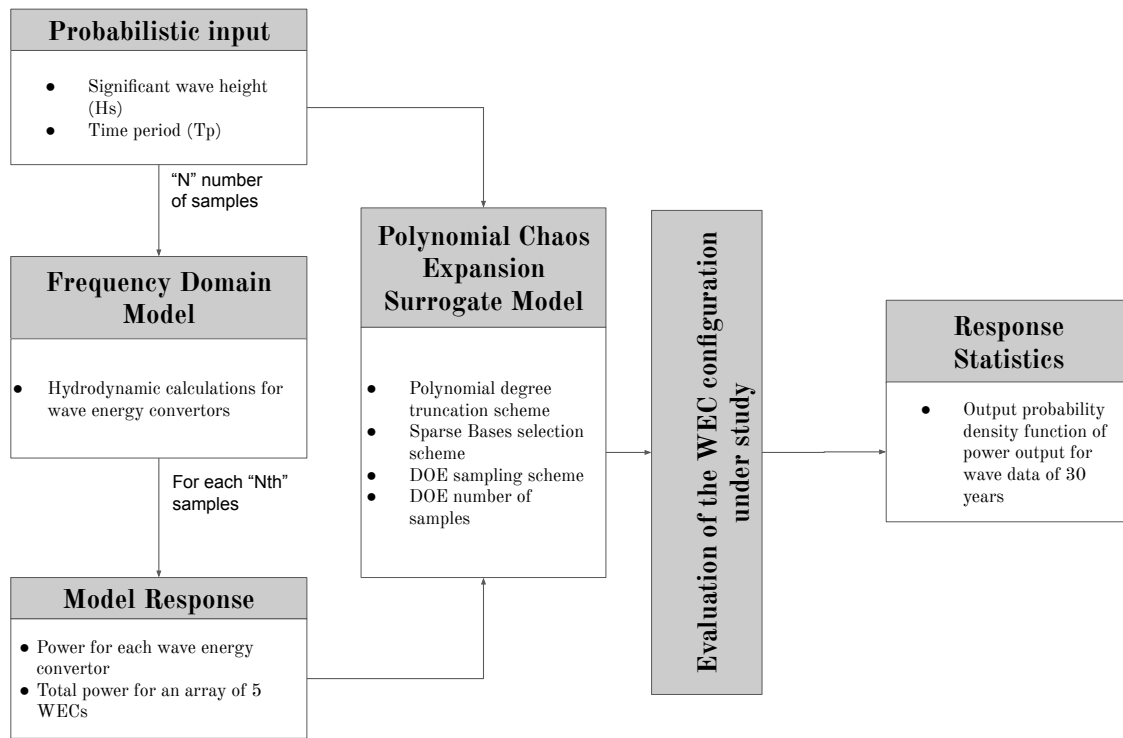 Probabilistic input
● Significant wave height
(Hs)
● Time period (Tp)
“N” number
of samples
Frequency Domain
Model
● Hydrodynamic calculations for
wave energy convertors
For each “Nth”
samples
Model Response
● Power for each wave energy
convertor
● Total power for an array of 5
WECs
Polynomial Chaos
Expansion
Surrogate Model
● Polynomial degree
truncation scheme
● Sparse Bases selection
scheme
● DOE sampling scheme
● DOE number of
samples
Evaluation of the WEC configuration
under study
Response
Statistics
● Output probability
density function of
power output for
wave data of 30
years